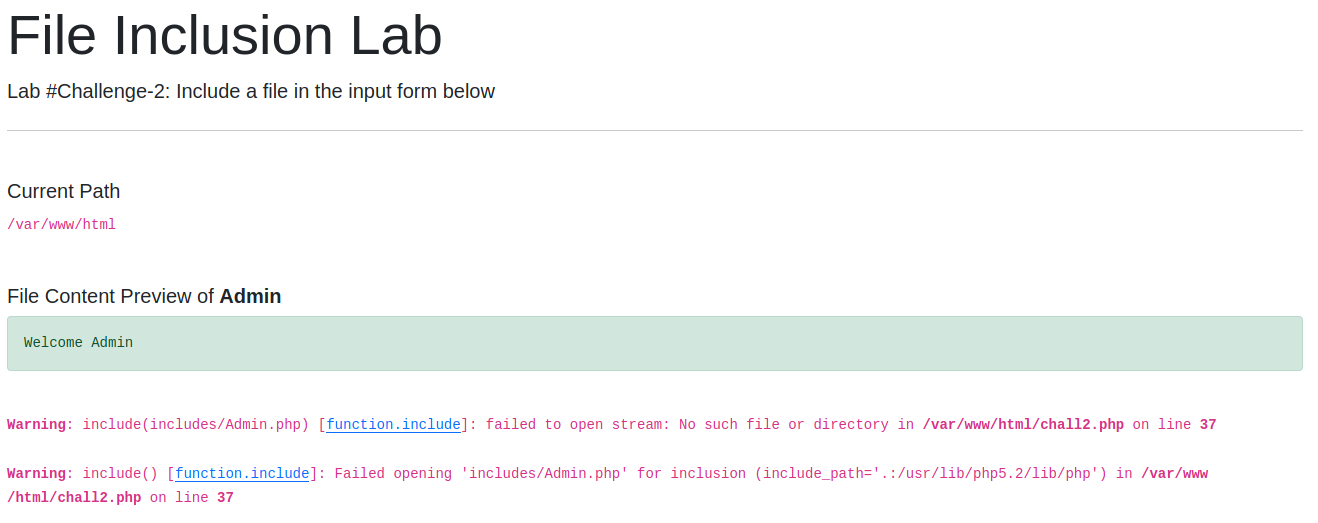 File Inclusion Lab
Lab #Challenge-2: Include a file in the input form below
Current Path
/var/www/html
File Content Preview of Admin
Welcome Admin
Warning: include(includes/Admin.php) [function.include]: failed to open stream: No such file or directory in /var/www/html/chall2.php on line 37
Warning: include() [function.include]: Failed opening 'includes/Admin.php' for inclusion (include_path='.:/usr/lib/php5.2/lib/php') in /var/www
/html/chall2.php on line 37